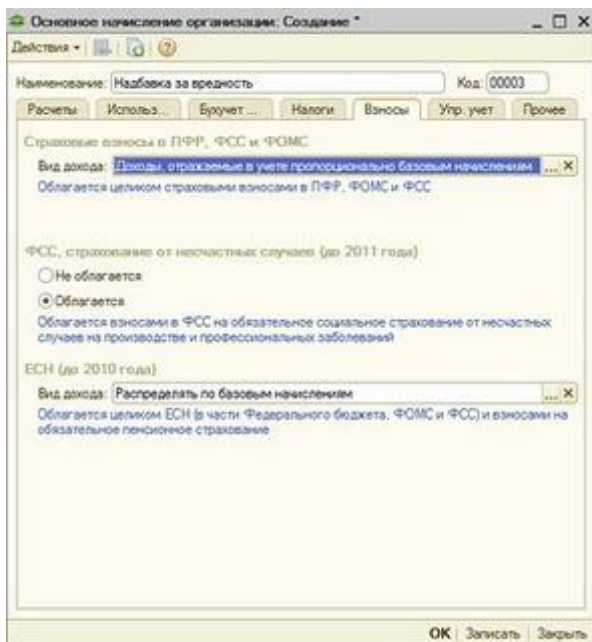 Основное начисление организации: Создание *
Действия
Наименование: Надбавка за вредность Код: 00003
Расчеты Использ... Бухучет ... Налоги Взносы Упр. учет Прочее
Страховые взносы в ПФР, ФСС и ФОМС
Вид дохода: Доходы, отражаемые в учете пропорционально базовым начислениям ... ×
Облагается целиком страховыми взносами в ПФР, ФОМС и ФСС
ФСС, страхование от несчастных случаев (до 2011 года)
Не облагается
Облагается
Облагается взносами в ФСС на обязательное социальное страхование от несчастных
случаев на производстве и профессиональных заболеваний
ЕСН (до 2010 года)
Вид дохода: Распределять по базовым начислениям ... ×
Облагается целиком ЕСН (в части Федерального бюджета, ФОМС и ФСС) и взносами на
обязательное пенсионное страхование
OK Записать Закрыть